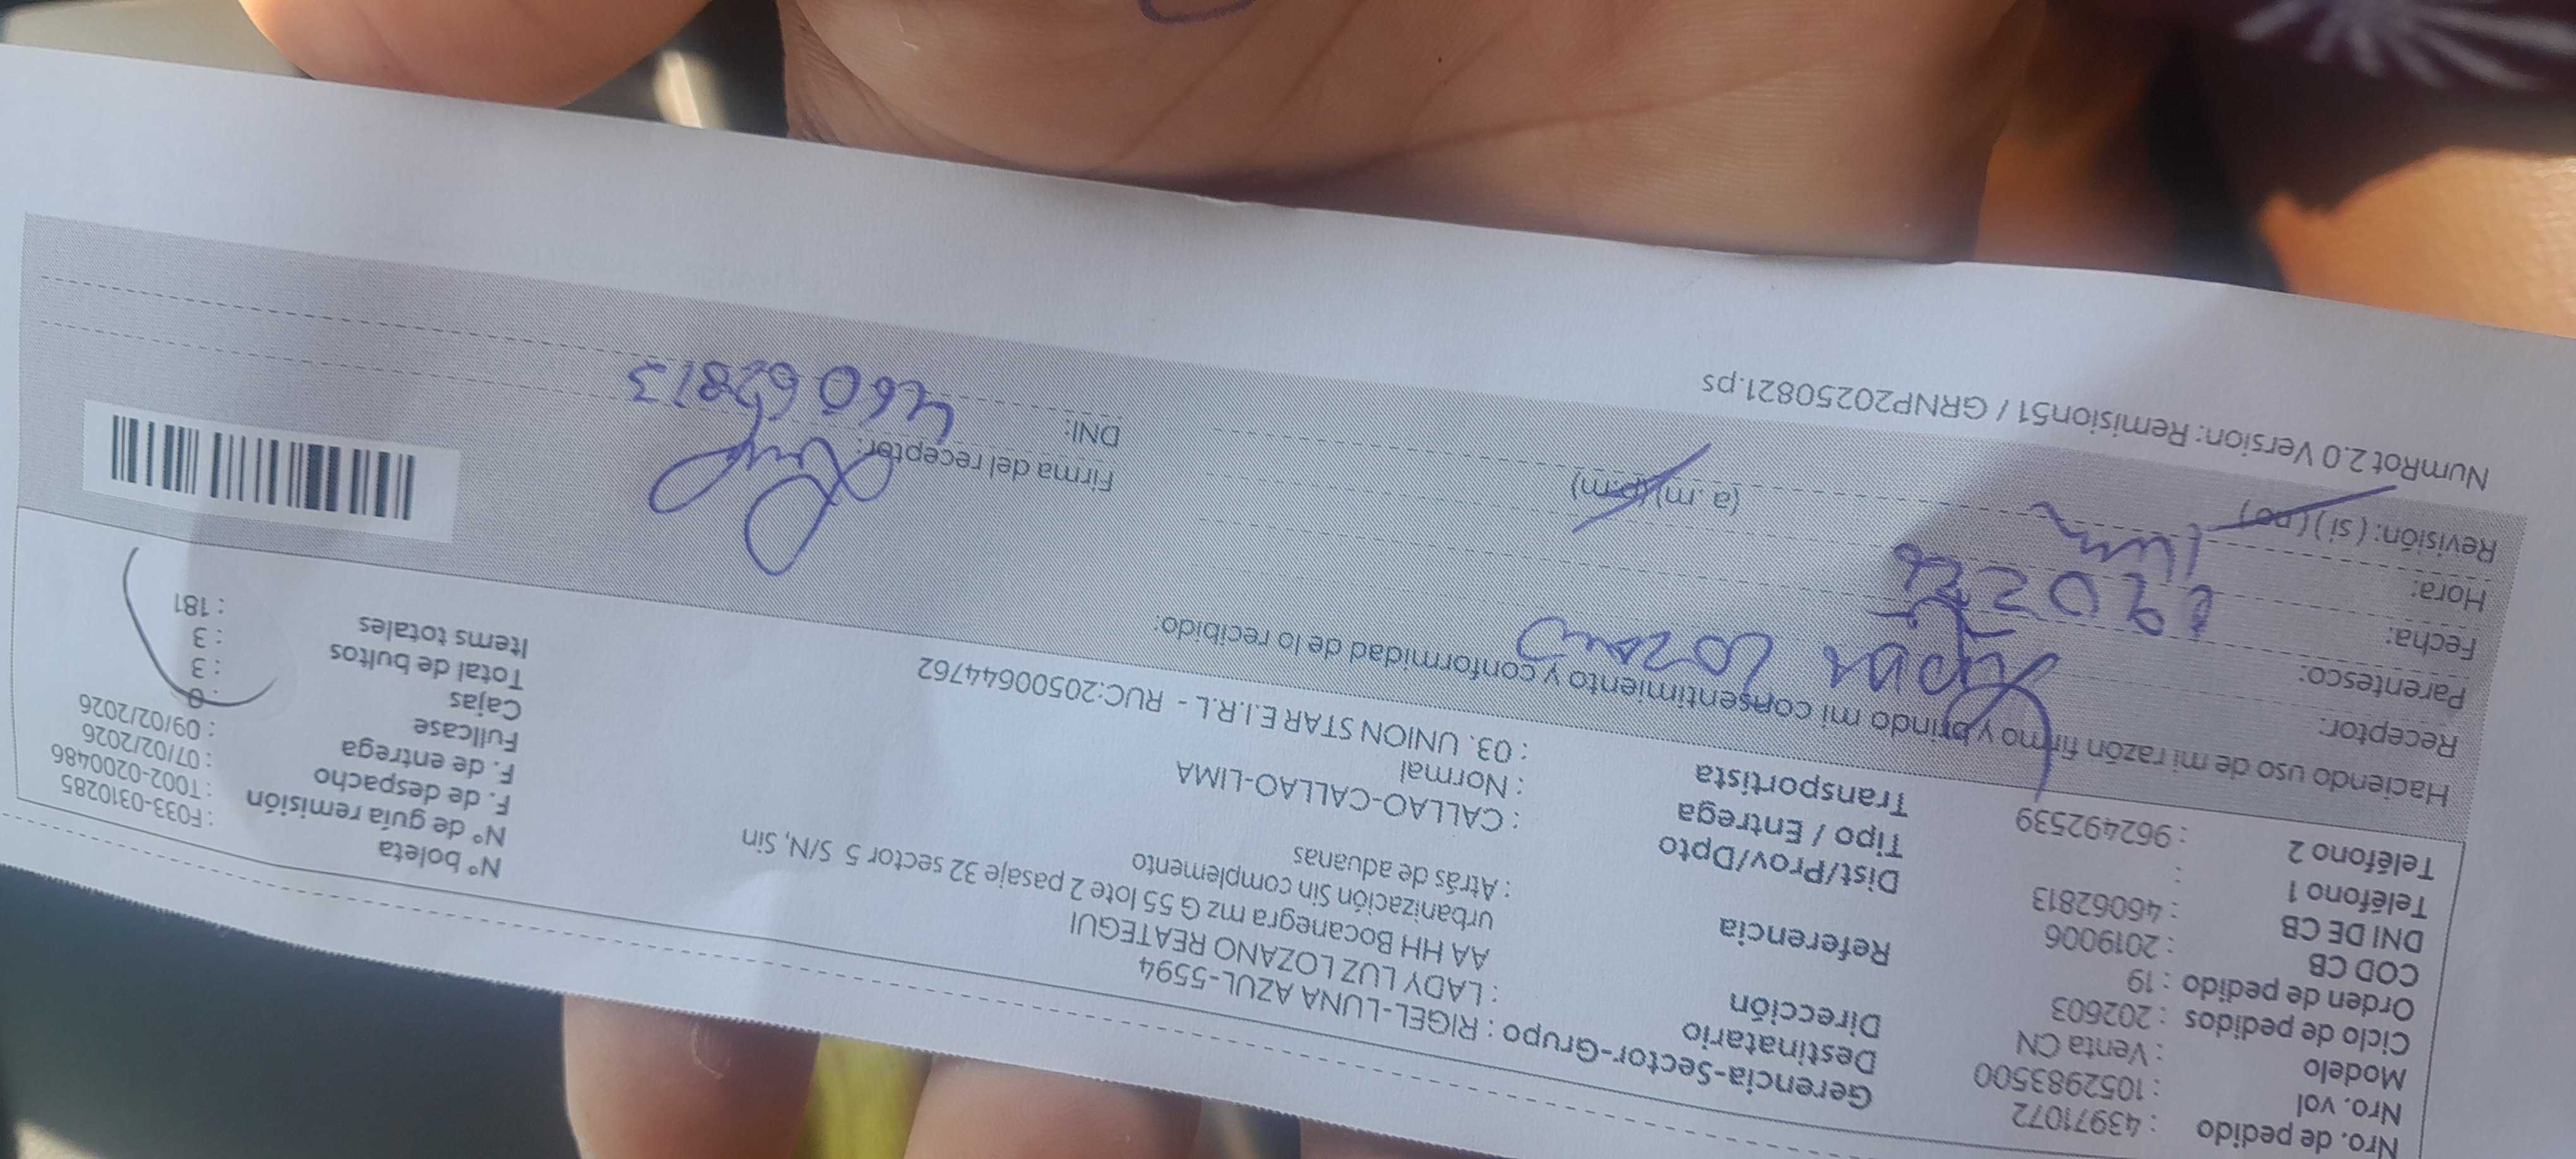 Nro. de pedido : 43971072
Nro. vol : 1052983500
Modelo : Venta CN
Ciclo de pedidos : 202603
Orden de pedido : 19
COD CB : 2019006
DNI DE CB : 46062813
Teléfono 1 :
Teléfono 2 : 962492539
Gerencia-Sector-Grupo : RIGEL-LUNA AZUL-5594
Destinatario : LADY LUZ LOZANO REATEGUI
Dirección AA HH Bocanegra mz G 55 lote 2 pasaje 32 sector 5 S/N, Sin
urbanización Sin complemento
Referencia : Atrás de aduanas
Dist/Prov/Dpto : CALLAO-CALLAO-LIMA
Tipo / Entrega : Normal
Transportista : 03. UNION STAR E.I.R.L - RUC:20500644762
N° boleta : F033-0310285
N° de guía remisión : T002-0200486
F. de despacho : 07/02/2026
F. de entrega : 09/02/2026
Fullcase : 0
Cajas : 3
Total de bultos : 3
Items totales : 181
Haciendo uso de mi razón firmo y brindo mi consentimiento y conformidad de lo recibido:
Receptor: Lozano
Parentesco:
Fecha:
Hora: (a.m) (p.m)
Revisión: ( si ) ( no )
Firma del receptor:
DNI: 46062813
NumRot 2.0 Version: Remision51 / GRNP20250821.ps